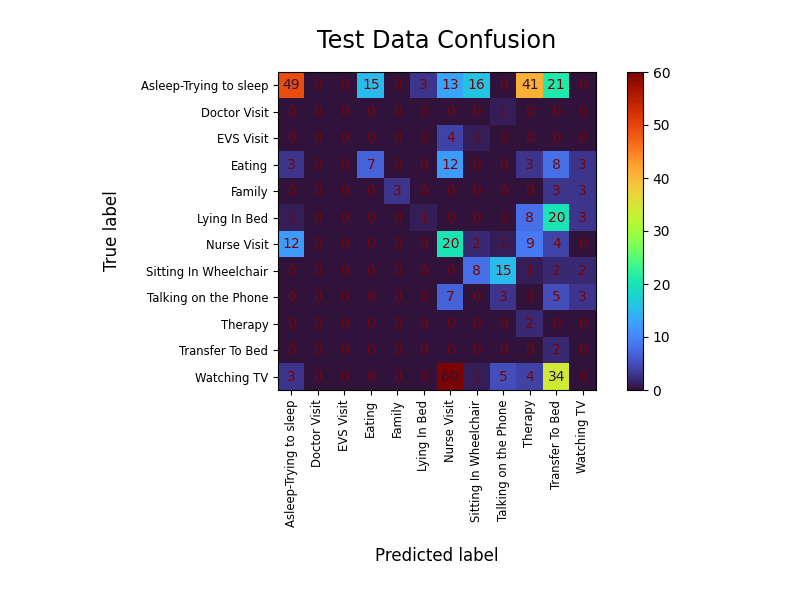 Test Data Confusion
True label
Asleep-Trying to sleep 49 0 0 15 0 3 13 16 0 41 21 0
Doctor Visit 0 0 0 0 0 0 0 0 0 0 0
EVS Visit 0 0 0 0 0 0 4 0 0 0 0
Eating 3 0 0 7 0 0 12 0 0 3 8 3
Family 0 0 0 0 3 0 0 0 0 0 3 3
Lying In Bed 0 0 0 0 1 0 0 0 8 20 3
Nurse Visit 12 0 0 0 0 0 20 2 9 4 0
Sitting In Wheelchair 0 0 0 0 0 0 0 8 15 1 2 2
Talking on the Phone 0 0 0 0 0 0 7 0 3 0 5 3
Therapy 0 0 0 0 0 0 0 0 0 2 0 0
Transfer To Bed 0 0 0 0 0 0 0 0 0 0 2 0
Watching TV 3 0 0 0 0 0 60 5 4 34 0
60
50
40
30
20
10
0
Asleep-Trying to sleep
Doctor Visit
EVS Visit
Eating
Family
Lying In Bed
Nurse Visit
Sitting In Wheelchair
Talking on the Phone
Therapy
Transfer To Bed
Watching TV
Predicted label